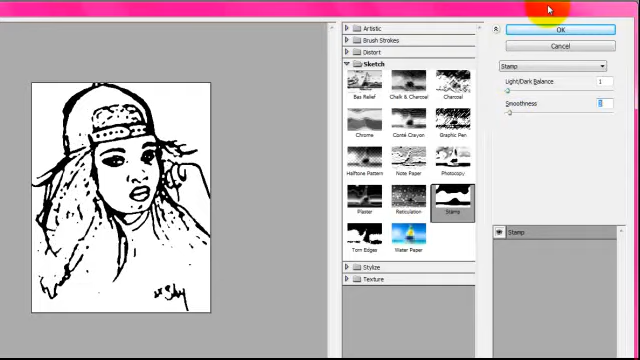 Artistic
Brush Strokes
Distort
Sketch
Bas Relief
Chalk & Charcoal
Charcoal
Chrome
Conté Crayon
Graphic Pen
Halftone Pattern
Note Paper
Photocopy
Plaster
Reticulation
Stamp
Torn Edges
Water Paper
Stylize
Texture
OK
Cancel
Stamp
Light/Dark Balance 1
Smoothness
Stamp